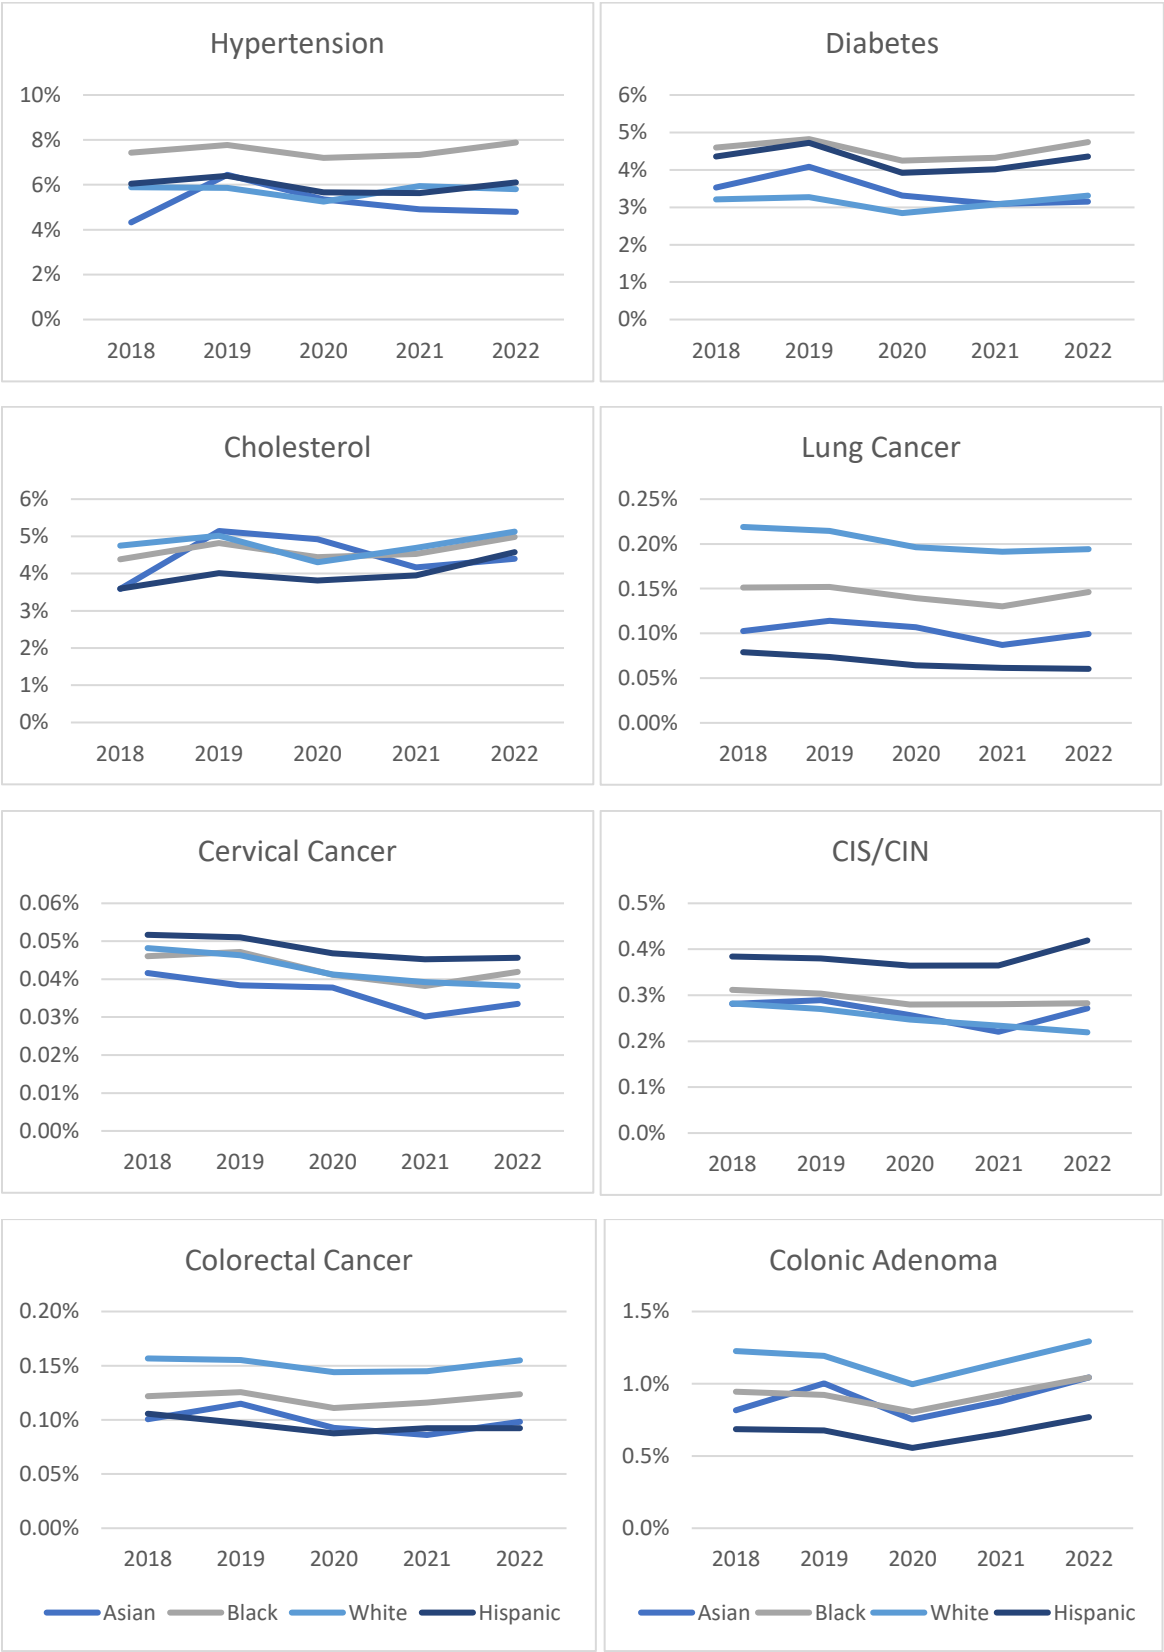 Hypertension
10%
8%
6%
4%
2%
0%
2018 2019 2020 2021 2022
Diabetes
6%
5%
4%
3%
2%
1%
0%
2018 2019 2020 2021 2022
Cholesterol
6%
5%
4%
3%
2%
1%
0%
2018 2019 2020 2021 2022
Lung Cancer
0.25%
0.20%
0.15%
0.10%
0.05%
0.00%
2018 2019 2020 2021 2022
Cervical Cancer
0.06%
0.05%
0.04%
0.03%
0.02%
0.01%
0.00%
2018 2019 2020 2021 2022
CIS/CIN
0.5%
0.4%
0.3%
0.2%
0.1%
0.0%
2018 2019 2020 2021 2022
Colorectal Cancer
0.20%
0.15%
0.10%
0.05%
0.00%
2018 2019 2020 2021 2022
Asian Black White Hispanic
Colonic Adenoma
1.5%
1.0%
0.5%
0.0%
2018 2019 2020 2021 2022
Asian Black White Hispanic